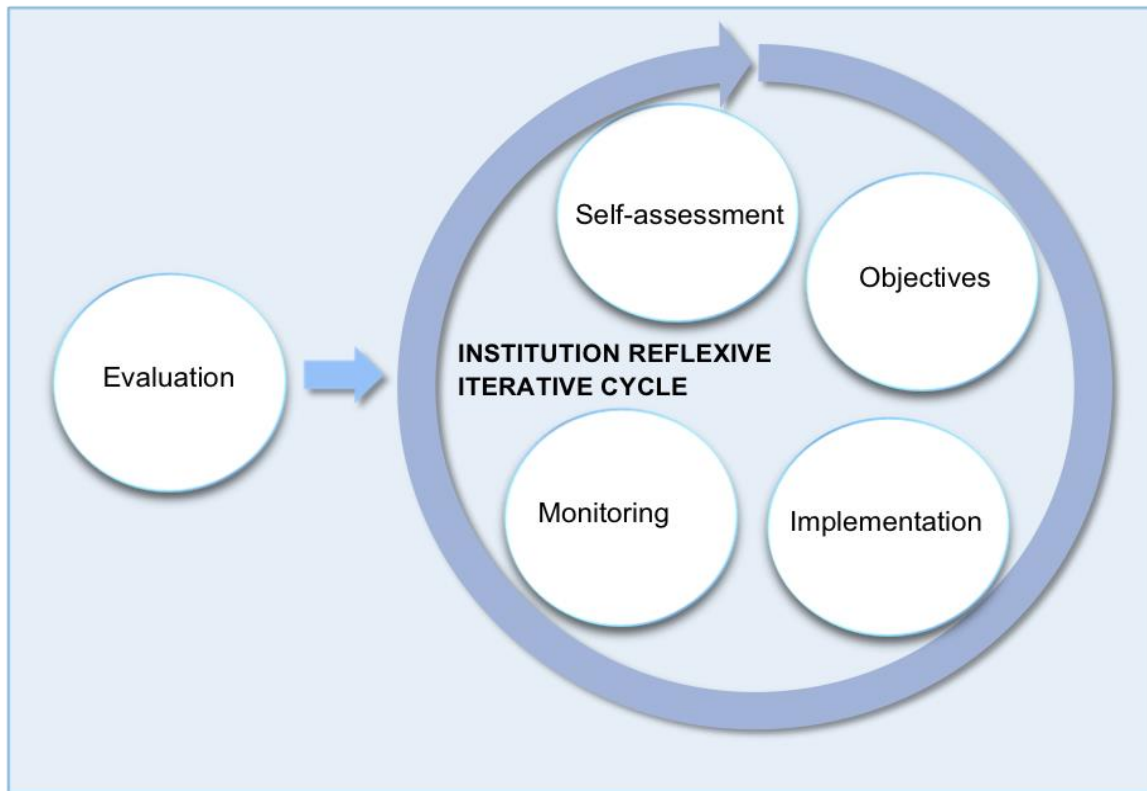 Self-assessment
Objectives
Evaluation
INSTITUTION REFLEXIVE
ITERATIVE CYCLE
Monitoring
Implementation